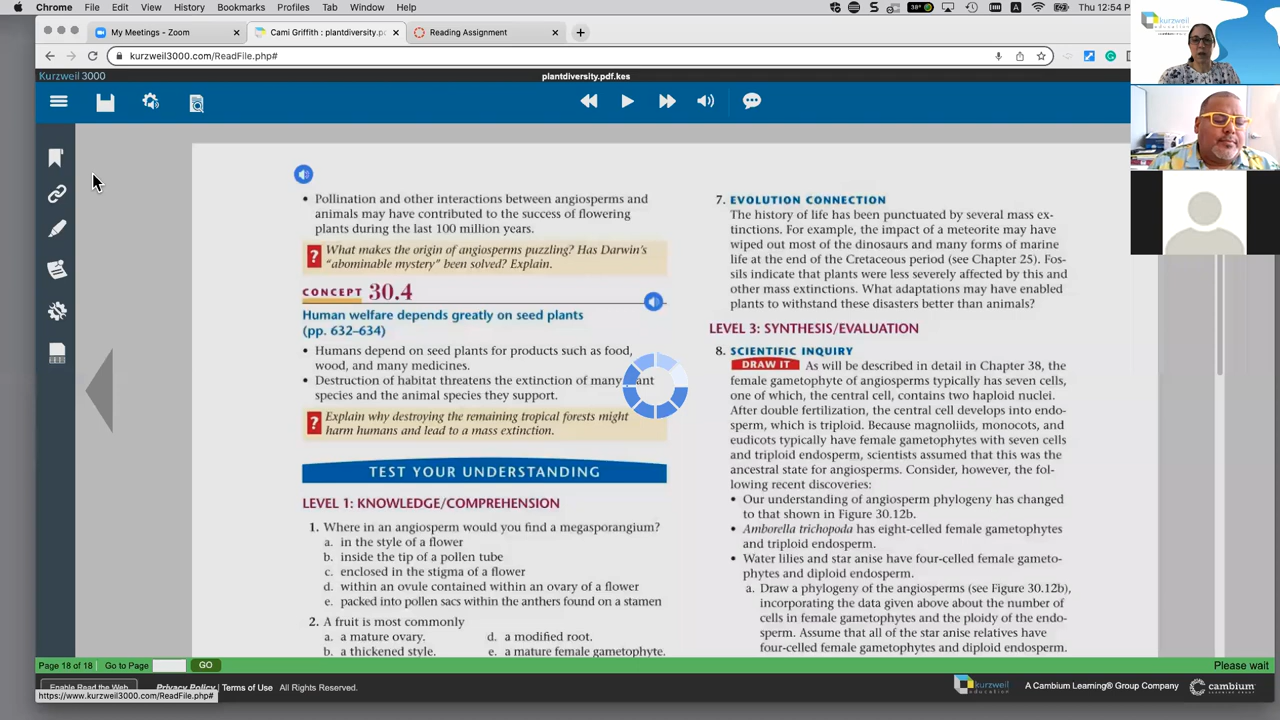 Chrome File Edit View History Bookmarks Profiles Tab Window Help
38°
Thu 12:54 P
My Meetings - Zoom
Cami Griffith : plantdiversity.pd
Reading Assignment
kurzweil3000.com/ReadFile.php#
Kurzweil 3000
plantdiversity.pdf.kes
kurzweil
education
• Pollination and other interactions between angiosperms and
animals may have contributed to the success of flowering
plants during the last 100 million years.
? What makes the origin of angiosperms puzzling? Has Darwin's
"abominable mystery" been solved? Explain.
CONCEPT 30.4
Human welfare depends greatly on seed plants
(pp. 632–634)
• Humans depend on seed plants for products such as food,
wood, and many medicines.
• Destruction of habitat threatens the extinction of many plant
species and the animal species they support.
? Explain why destroying the remaining tropical forests might
harm humans and lead to a mass extinction.
TEST YOUR UNDERSTANDING
LEVEL 1: KNOWLEDGE/COMPREHENSION
1. Where in an angiosperm would you find a megasporangium?
a. in the style of a flower
b. inside the tip of a pollen tube
c. enclosed in the stigma of a flower
d. within an ovule contained within an ovary of a flower
e. packed into pollen sacs within the anthers found on a stamen
2. A fruit is most commonly
a. a mature ovary. d. a modified root.
b. a thickened style. e. a mature female gametophyte.
7. EVOLUTION CONNECTION
The history of life has been punctuated by several mass ex-
tinctions. For example, the impact of a meteorite may have
wiped out most of the dinosaurs and many forms of marine
life at the end of the Cretaceous period (see Chapter 25). Fos-
sils indicate that plants were less severely affected by this and
other mass extinctions. What adaptations may have enabled
plants to withstand these disasters better than animals?
LEVEL 3: SYNTHESIS/EVALUATION
8. SCIENTIFIC INQUIRY
DRAW IT As will be described in detail in Chapter 38, the
female gametophyte of angiosperms typically has seven cells,
one of which, the central cell, contains two haploid nuclei.
After double fertilization, the central cell develops into endo-
sperm, which is triploid. Because magnoliids, monocots, and
eudicots typically have female gametophytes with seven cells
and triploid endosperm, scientists assumed that this was the
ancestral state for angiosperms. Consider, however, the fol-
lowing recent discoveries:
• Our understanding of angiosperm phylogeny has changed
to that shown in Figure 30.12b.
• Amborella trichopoda has eight-celled female gametophytes
and triploid endosperm.
• Water lilies and star anise have four-celled female gameto-
phytes and diploid endosperm.
a. Draw a phylogeny of the angiosperms (see Figure 30.12b),
incorporating the data given above about the number of
cells in female gametophytes and the ploidy of the endo-
sperm. Assume that all of the star anise relatives have
four-celled female gametophytes and diploid endosperm.
Page 18 of 18 Go to Page GO
Please wait
Enable Read the Web Privacy Policy | Terms of Use All Rights Reserved.
https://www.kurzweil3000.com/ReadFile.php#
kurzweil
education
A Cambium Learning® Group Company
cambium